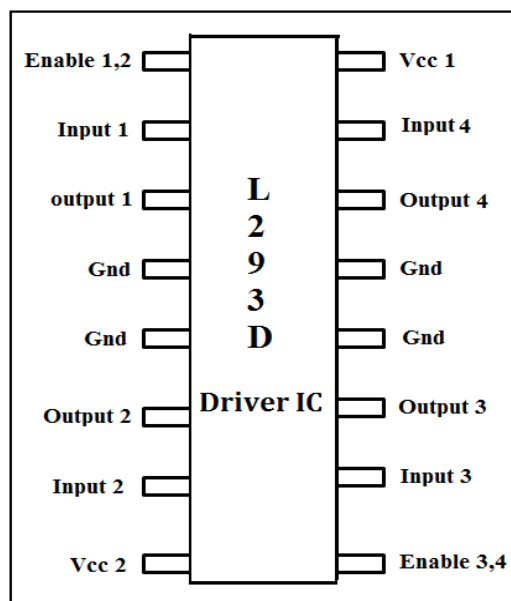 Enable 1,2
Vcc 1
Input 1
Input 4
output 1
Output 4
Gnd
Gnd
Gnd
Gnd
Output 2
Output 3
Input 2
Input 3
Vcc 2
Enable 3,4
L
2
9
3
D
Driver IC